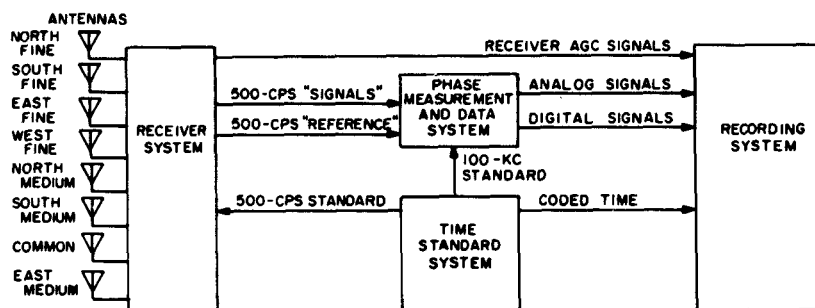 ANTENNAS
NORTH
FINE
SOUTH
FINE
EAST
FINE
WEST
FINE
NORTH
MEDIUM
SOUTH
MEDIUM
COMMON
EAST
MEDIUM
RECEIVER
SYSTEM
RECEIVER AGC SIGNALS
500-CPS "SIGNALS"
500-CPS "REFERENCE"
PHASE
MEASUREMENT
AND DATA
SYSTEM
ANALOG SIGNALS
DIGITAL SIGNALS
100-KC
STANDARD
500-CPS STANDARD
TIME
STANDARD
SYSTEM
CODED TIME
RECORDING
SYSTEM